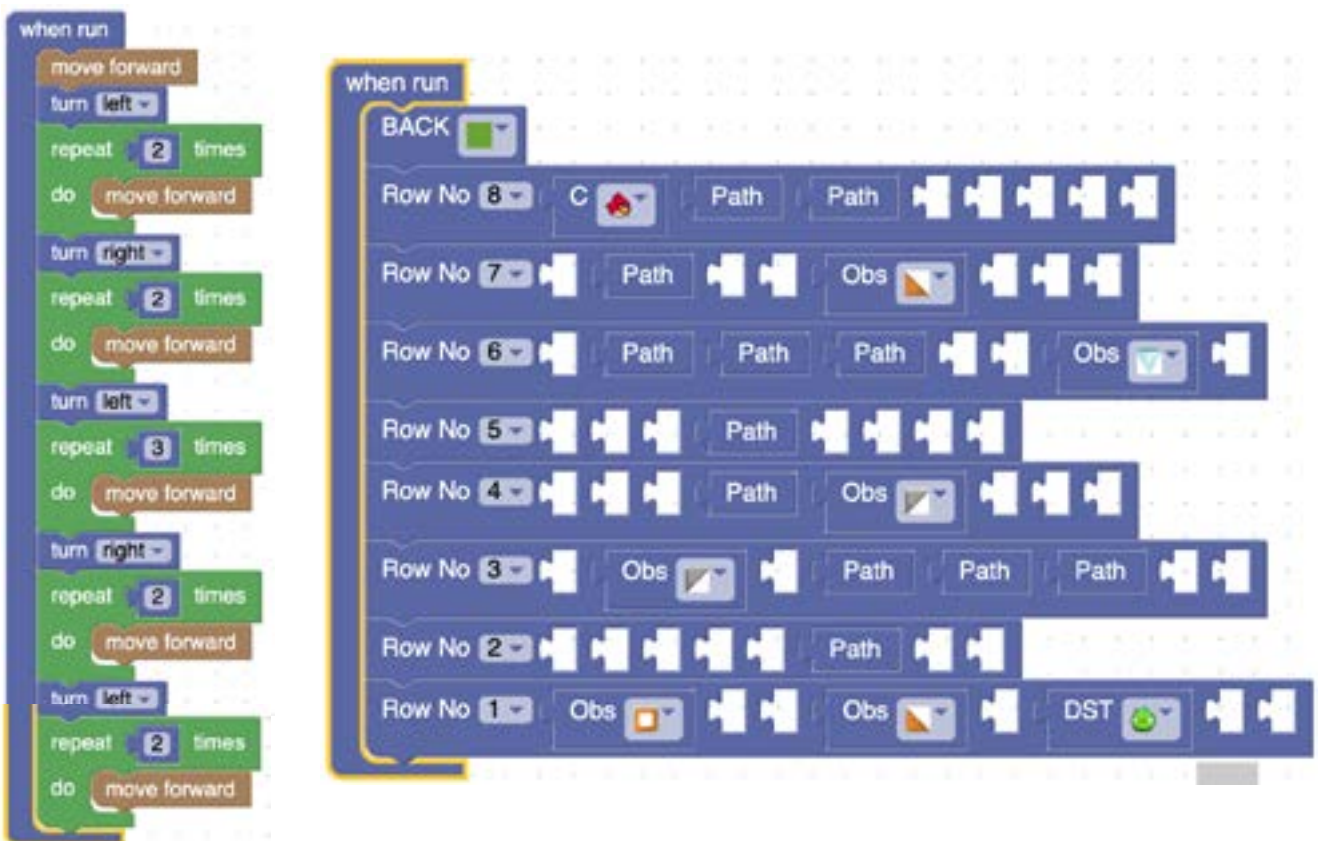 when run
move forward
turn left
repeat 2 times
do move forward
turn right
repeat 2 times
do move forward
turn left
repeat 3 times
do move forward
turn right
repeat 2 times
do move forward
turn left
repeat 2 times
do move forward
when run
BACK
Row No 8 C Path Path
Row No 7 Path Obs
Row No 6 Path Path Path Obs
Row No 5 Path
Row No 4 Path Obs
Row No 3 Obs Path Path Path
Row No 2 Path
Row No 1 Obs Obs DST